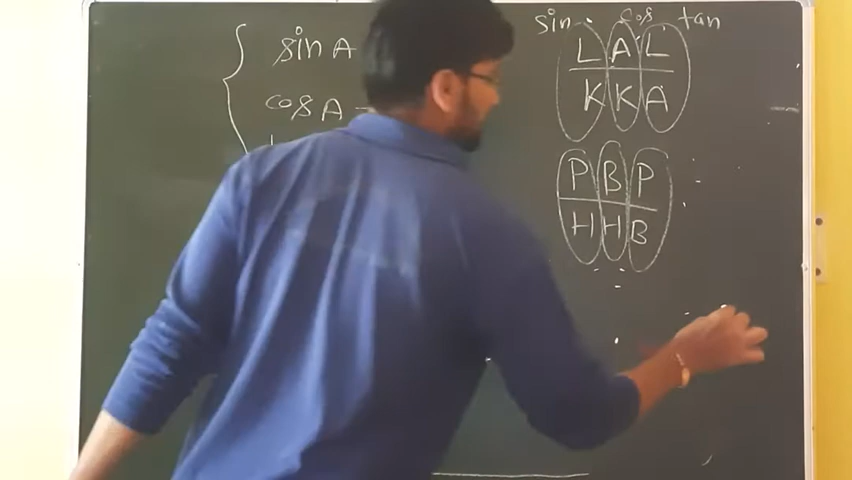 sin A
cos A -
sin cos tan
L A L
K K A
P B P
H H B